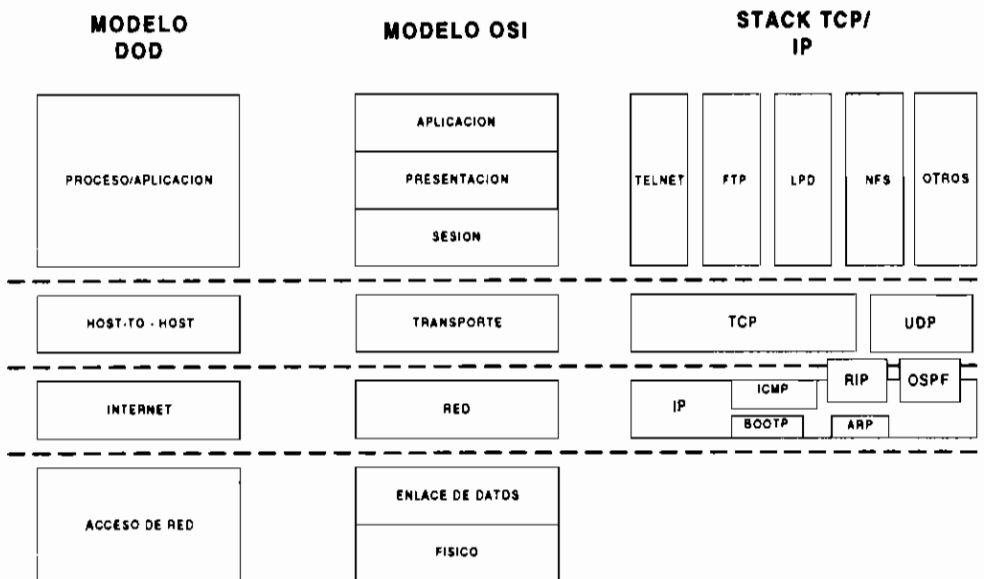 MODELO
DOD
MODELO OSI
STACK TCP/
IP
PROCESO/APLICACION
APLICACION
PRESENTACION
SESION
TELNET
FTP
LPD
NFS
OTROS
HOST-TO-HOST
TRANSPORTE
TCP
UDP
INTERNET
RED
IP
ICMP
RIP
OSPF
BOOTP
ARP
ACCESO DE RED
ENLACE DE DATOS
FISICO